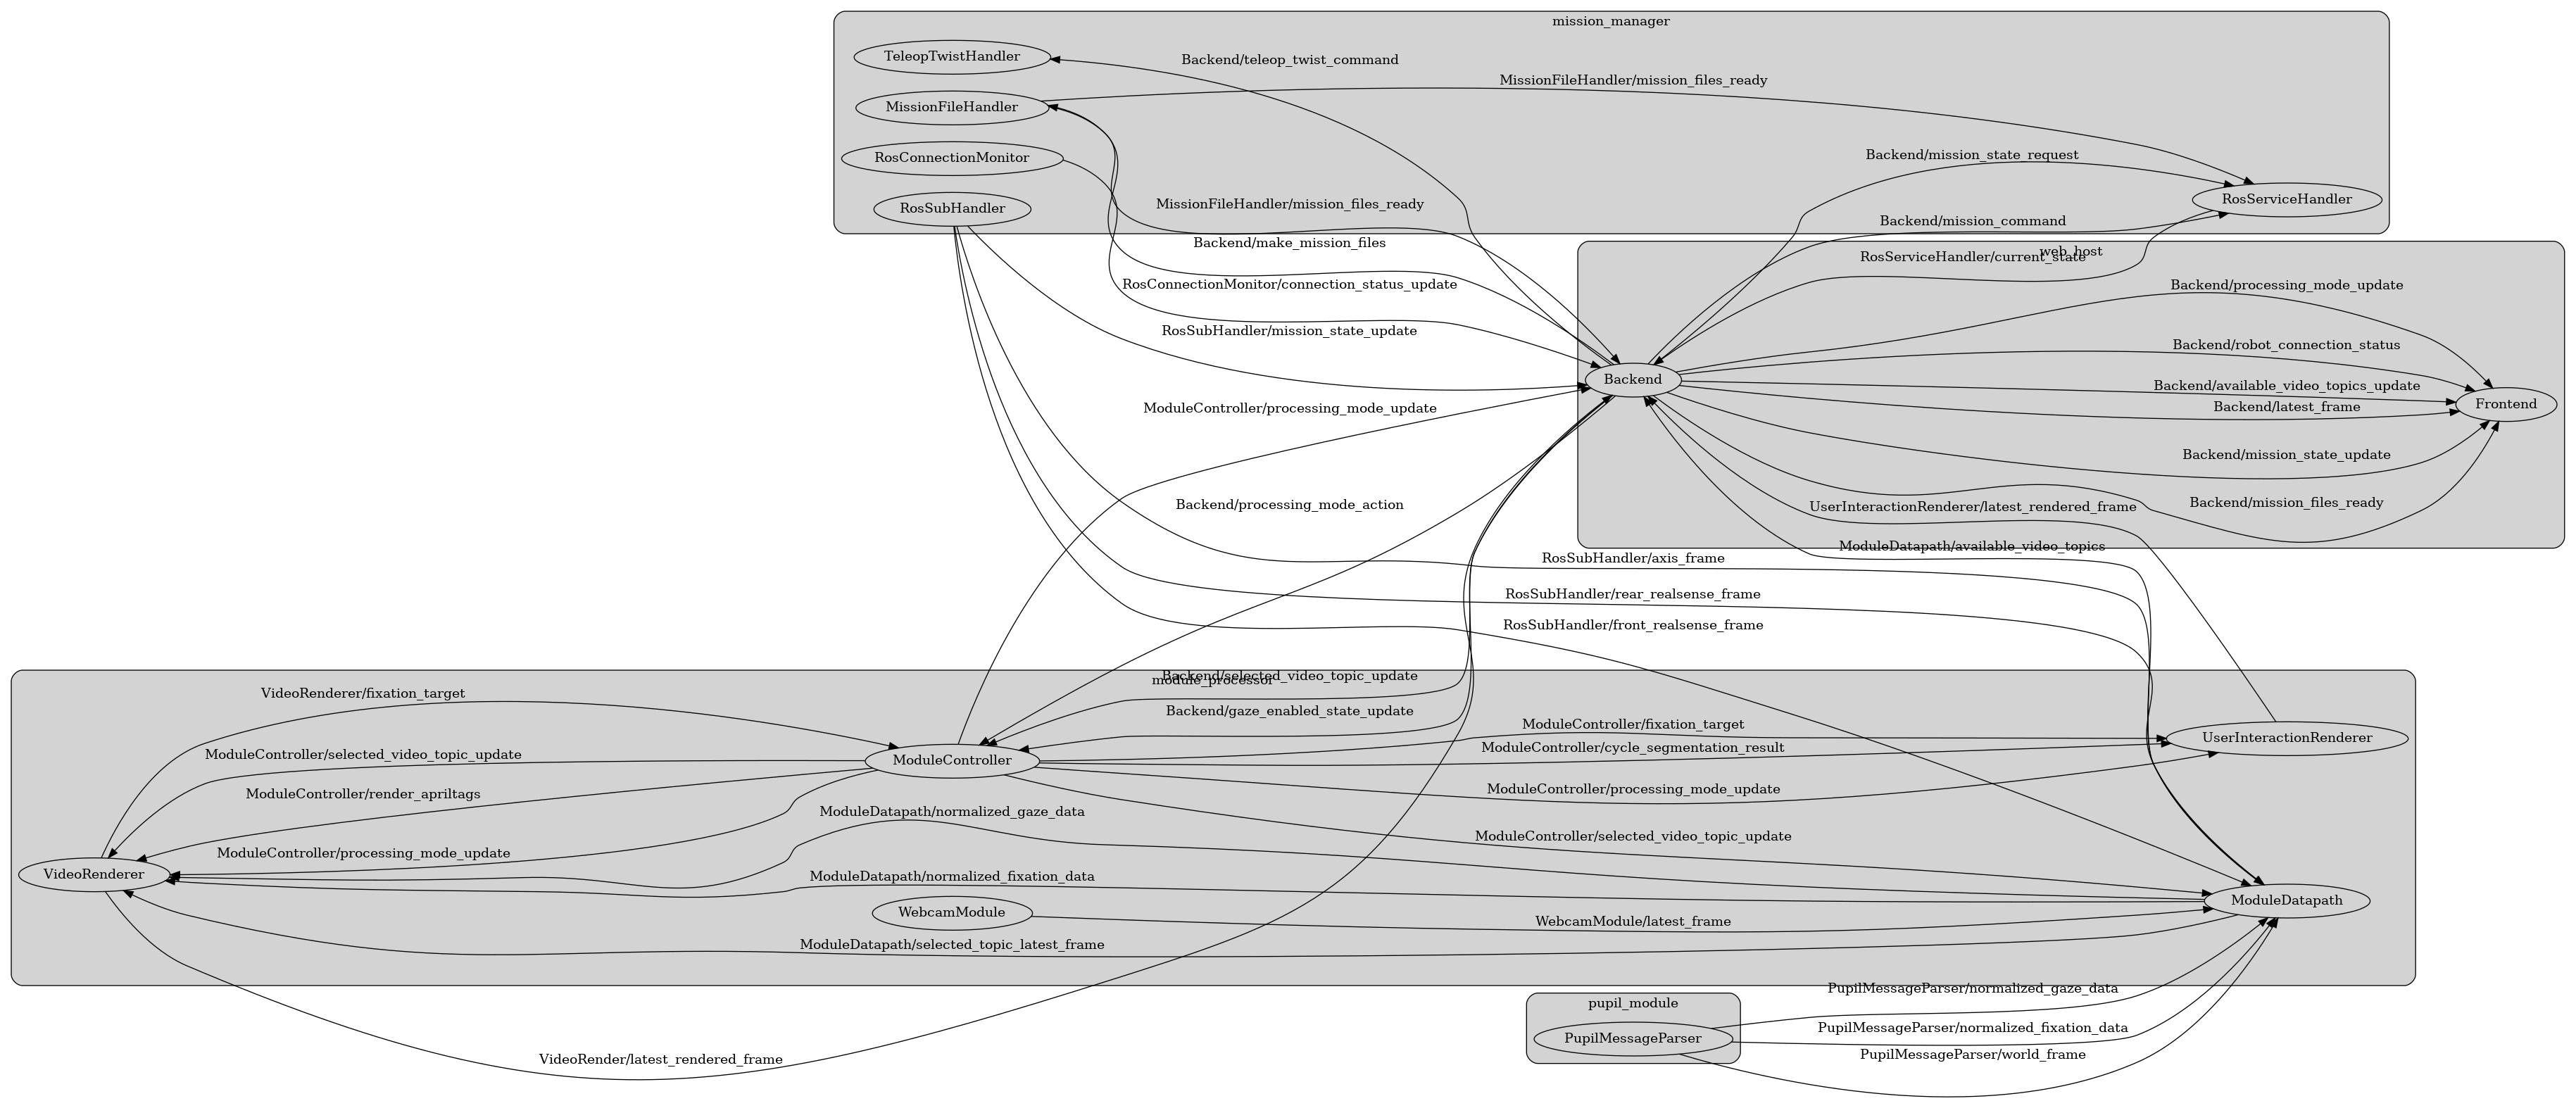 mission_manager
TeleopTwistHandler
Backend/teleop_twist_command
MissionFileHandler/mission_files_ready
MissionFileHandler
RosConnectionMonitor
Backend/mission_state_request
RosServiceHandler
RosSubHandler
MissionFileHandler/mission_files_ready
Backend/mission_command
Backend/make_mission_files
web_host
RosServiceHandler/current_state
RosConnectionMonitor/connection_status_update
Backend/processing_mode_update
RosSubHandler/mission_state_update
Backend/robot_connection_status
Backend
Backend/available_video_topics_update
Frontend
ModuleController/processing_mode_update
Backend/latest_frame
Backend/mission_state_update
Backend/processing_mode_action
Backend/mission_files_ready
UserInteractionRenderer/latest_rendered_frame
ModuleDatapath/available_video_topics
RosSubHandler/axis_frame
RosSubHandler/rear_realsense_frame
RosSubHandler/front_realsense_frame
Backend/selected_video_topic_update
module_processor
VideoRenderer/fixation_target
Backend/gaze_enabled_state_update
ModuleController/fixation_target
UserInteractionRenderer
ModuleController/cycle_segmentation_result
ModuleController/selected_video_topic_update
ModuleController
ModuleController/render_apriltags
ModuleController/processing_mode_update
ModuleDatapath/normalized_gaze_data
ModuleController/selected_video_topic_update
ModuleController/processing_mode_update
VideoRenderer
ModuleDatapath/normalized_fixation_data
ModuleDatapath
WebcamModule
WebcamModule/latest_frame
ModuleDatapath/selected_topic_latest_frame
PupilMessageParser/normalized_gaze_data
pupil_module
PupilMessageParser/normalized_fixation_data
PupilMessageParser
PupilMessageParser/world_frame
VideoRender/latest_rendered_frame